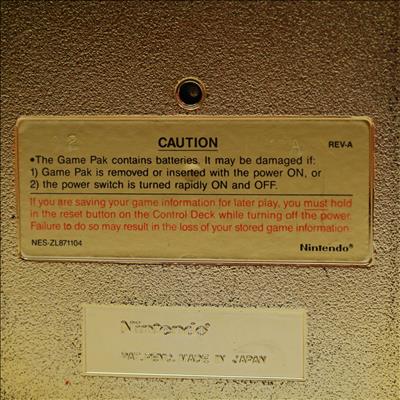 CAUTION
REV-A
•The Game Pak contains batteries. It may be damaged if:
1) Game Pak is removed or inserted with the power ON, or
2) the power switch is turned rapidly ON and OFF.
If you are saving your game information for later play, you must hold
in the reset button on the Control Deck while turning off the power.
Failure to do so may result in the loss of your stored game information.
NES-ZL871104
Nintendo®
Nintendo®
PAT. PEND. MADE IN JAPAN